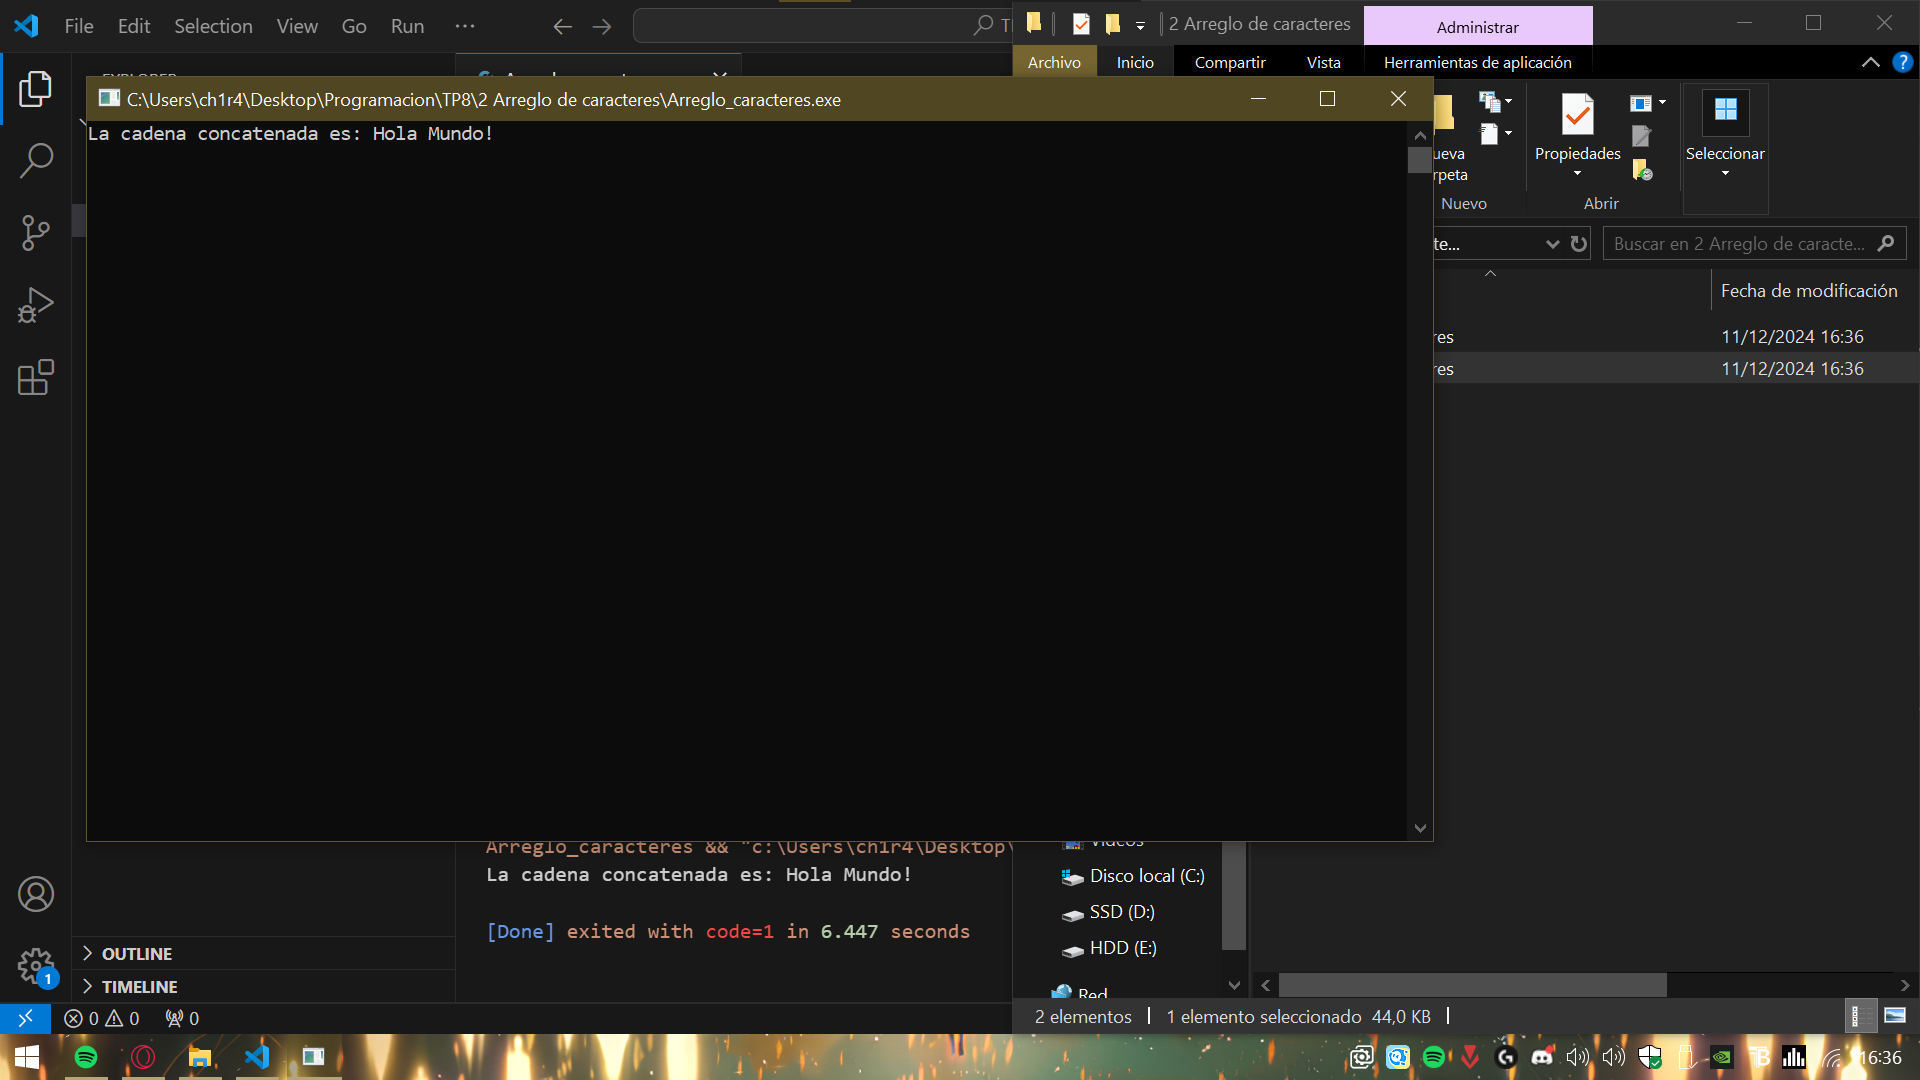 File Edit Selection View Go Run ···
2 Arreglo de caracteres
Administrar
Archivo Inicio Compartir Vista Herramientas de aplicación
C:\Users\ch1r4\Desktop\Programacion\TP8\2 Arreglo de caracteres\Arreglo_caracteres.exe
La cadena concatenada es: Hola Mundo!
ueva
rpeta
Propiedades
Seleccionar
Nuevo
Abrir
te...
Buscar en 2 Arreglo de caracte...
Fecha de modificación
res 11/12/2024 16:36
res 11/12/2024 16:36
Arreglo_caracteres && "c:\Users\ch1r4\Desktop\
La cadena concatenada es: Hola Mundo!
[Done] exited with code=1 in 6.447 seconds
OUTLINE
TIMELINE
1
0 0 0
Videos
Disco local (C:)
SSD (D:)
HDD (E:)
Red
2 elementos 1 elemento seleccionado 44,0 KB
16:36